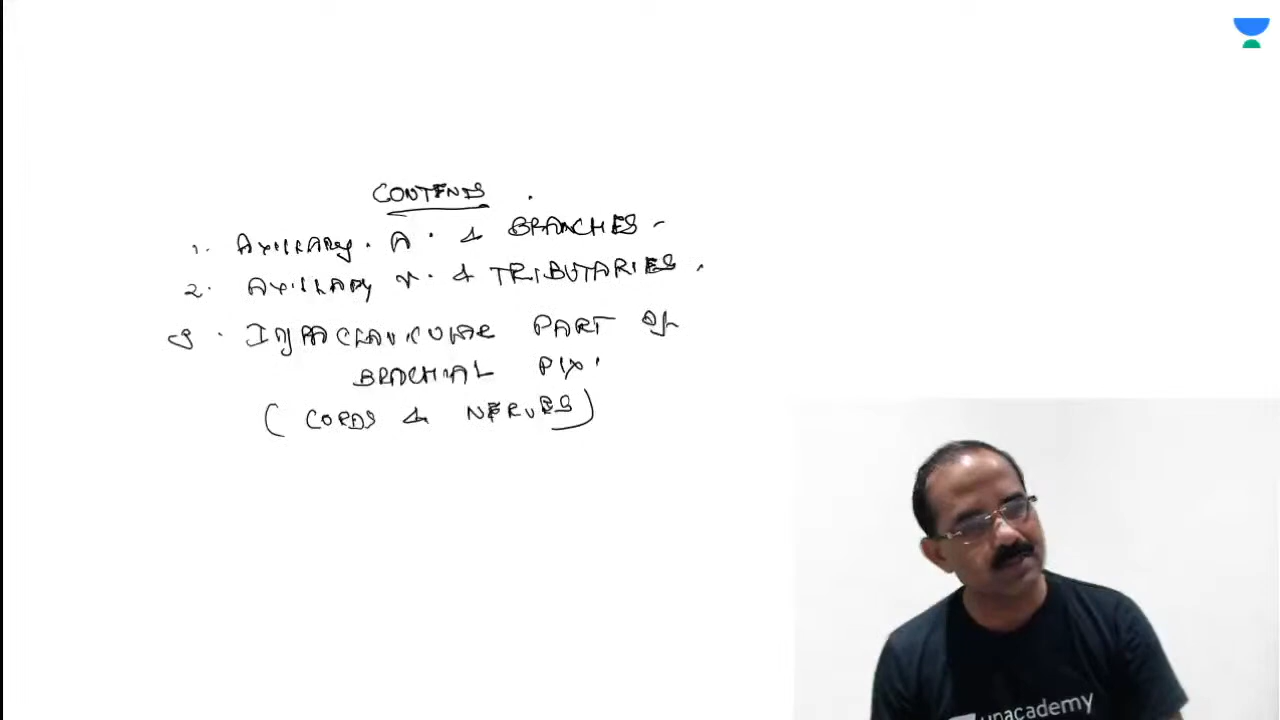 CONTENTS
1. AXILLARY. A. & BRANCHES -
2. AXILLARY V. & TRIBUTARIES.
3. INFRACLAVICULAR PART OF
BRACHIAL PLX.
(CORDS & NERVES)
unacademy